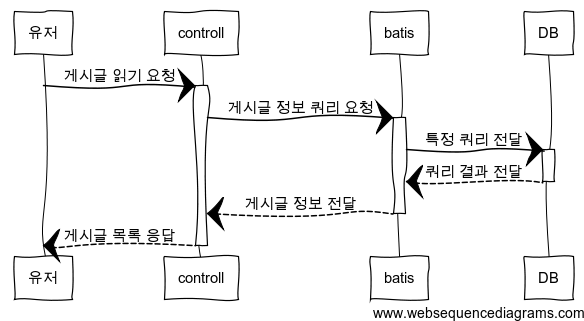 유저 controll batis DB
게시글 읽기 요청
게시글 정보 쿼리 요청
특정 쿼리 전달
쿼리 결과 전달
게시글 정보 전달
게시글 목록 응답
유저 controll batis DB
www.websequencediagrams.com